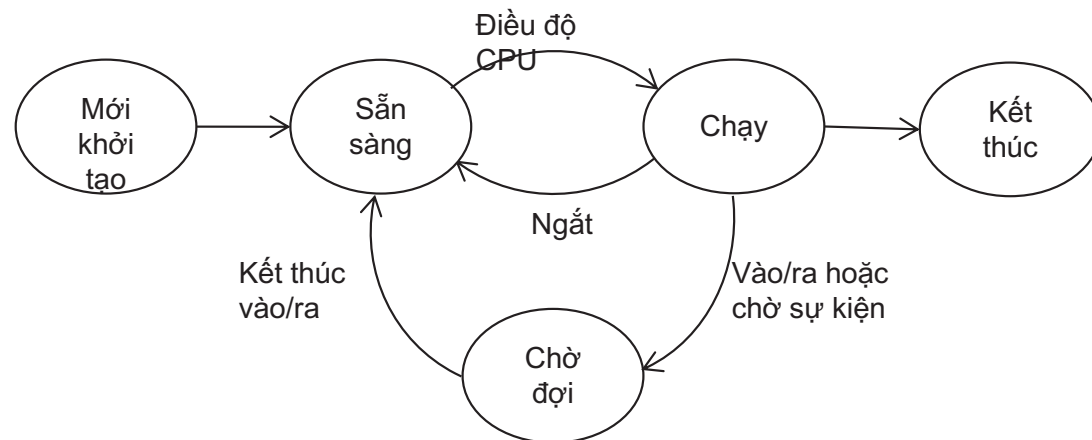 Điều độ
CPU
Mới
khởi
tạo
Sẵn
sàng
Chạy
Kết
thúc
Ngắt
Kết thúc
vào/ra
Vào/ra hoặc
chờ sự kiện
Chờ
đợi